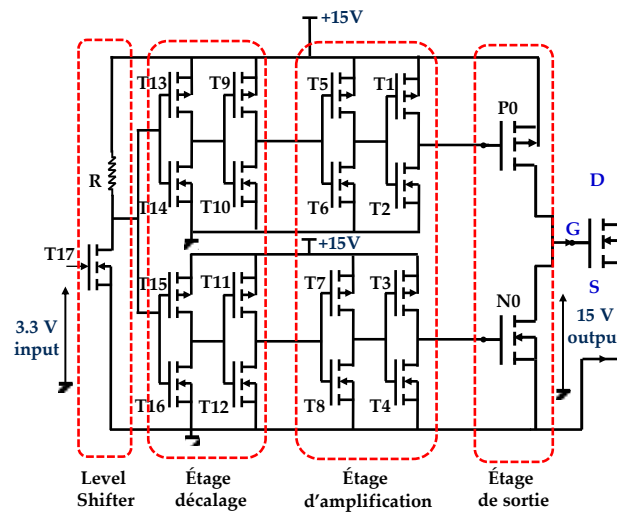 +15V
T13
T9
T5
T1
P0
R
D
T14
T10
T6
T2
G
T17
+15V
T15
T11
T7
T3
S
N0
3.3 V
input
15 V
output
T16
T12
T8
T4
Level
Shifter
Étage
décalage
Étage
d'amplification
Étage
de sortie